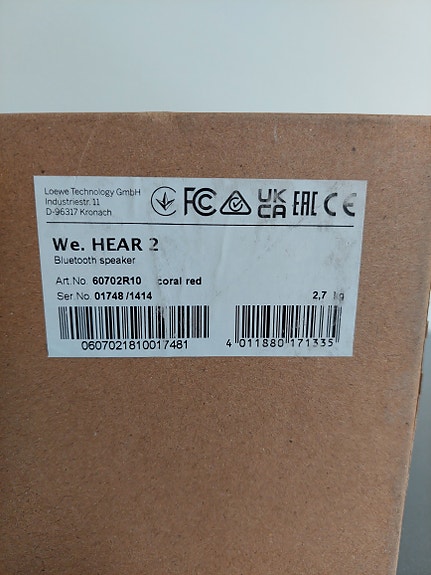 Loewe Technology GmbH
Industriestr. 11
D-96317 Kronach
FC UK CA EAC CE
We. HEAR 2
Bluetooth speaker
Art.No. 60702R10 coral red
Ser.No. 01748 /1414 2,7 kg
0607021810017481 4 011880 171335